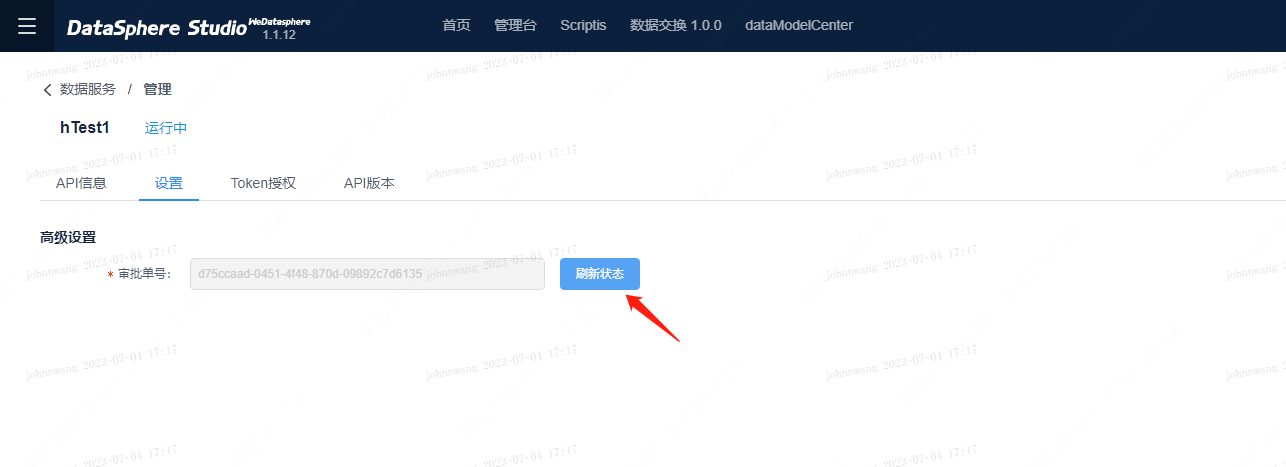 DataSphere Studio WeDatasphere 1.1.12 首页 管理台 Scriptis 数据交换 1.0.0 dataModelCenter
数据服务 / 管理
hTest1 运行中
API信息 设置 Token授权 API版本
高级设置
* 审批单号: d75ccaad-0451-4f48-870d-09892c7d6135 刷新状态
johnwang 2023-07-04 17:17